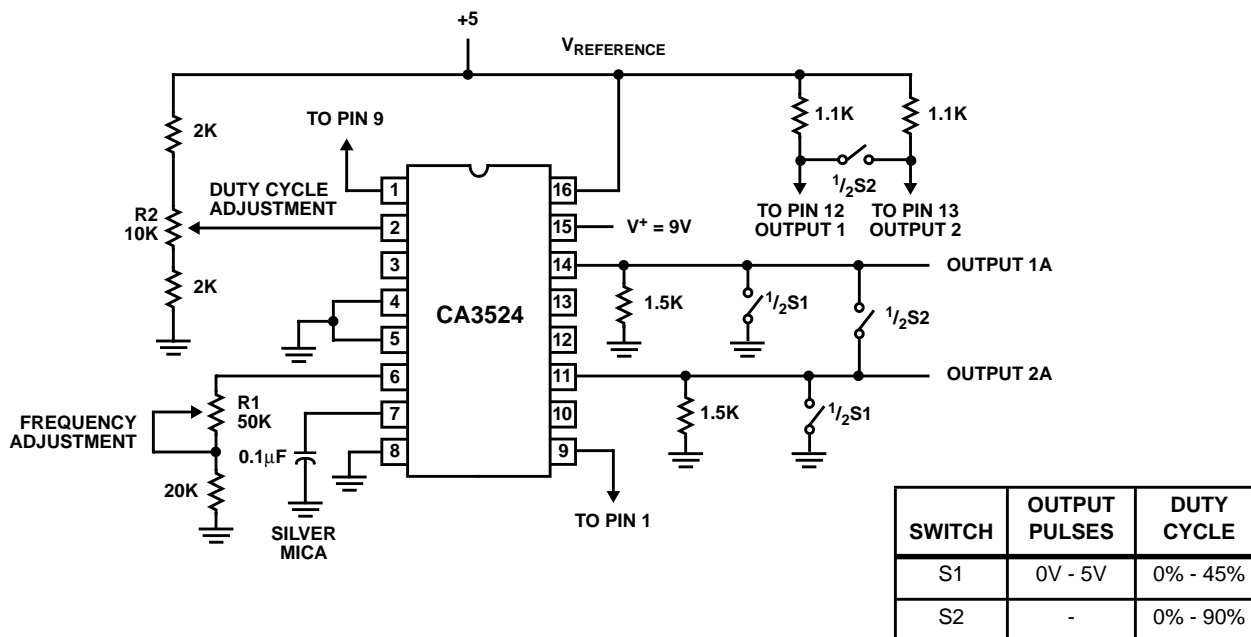 +5
VREFERENCE
2K
TO PIN 9
1.1K
1.1K
1/2S2
DUTY CYCLE
ADJUSTMENT
R2
10K
2K
TO PIN 12
OUTPUT 1
TO PIN 13
OUTPUT 2
1
2
3
4
5
6
7
8
CA3524
16
15
14
13
12
11
10
9
V+ = 9V
OUTPUT 1A
1.5K
1/2S1
1/2S2
OUTPUT 2A
1.5K
1/2S1
R1
50K
FREQUENCY
ADJUSTMENT
20K
0.1μF
SILVER
MICA
TO PIN 1
SWITCH OUTPUT PULSES DUTY CYCLE
S1 0V - 5V 0% - 45%
S2 - 0% - 90%